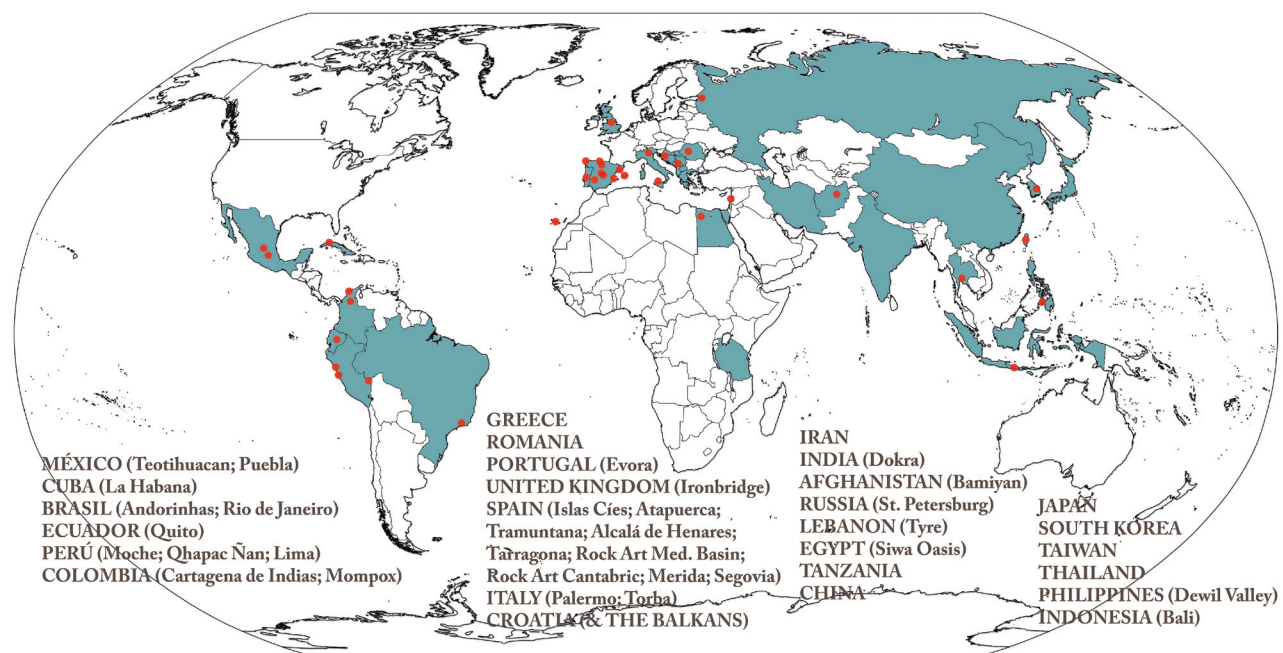 MÉXICO (Teotihuacan; Puebla)
CUBA (La Habana)
BRASIL (Andorinhas; Rio de Janeiro)
ECUADOR (Quito)
PERÚ (Moche; Qhapac Ñan; Lima)
COLOMBIA (Cartagena de Indias; Mompox)
GREECE
ROMANIA
PORTUGAL (Evora)
UNITED KINGDOM (Ironbridge)
SPAIN (Islas Cíes; Atapuerca;
Tramuntana; Alcalá de Henares;
Tarragona; Rock Art Med. Basin;
Rock Art Cantabric; Merida; Segovia)
ITALY (Palermo; Torba)
CROATIA (& THE BALKANS)
IRAN
INDIA (Dokra)
AFGHANISTAN (Bamiyan)
RUSSIA (St. Petersburg)
LEBANON (Tyre)
EGYPT (Siwa Oasis)
TANZANIA
CHINA
JAPAN
SOUTH KOREA
TAIWAN
THAILAND
PHILIPPINES (Dewil Valley)
INDONESIA (Bali)